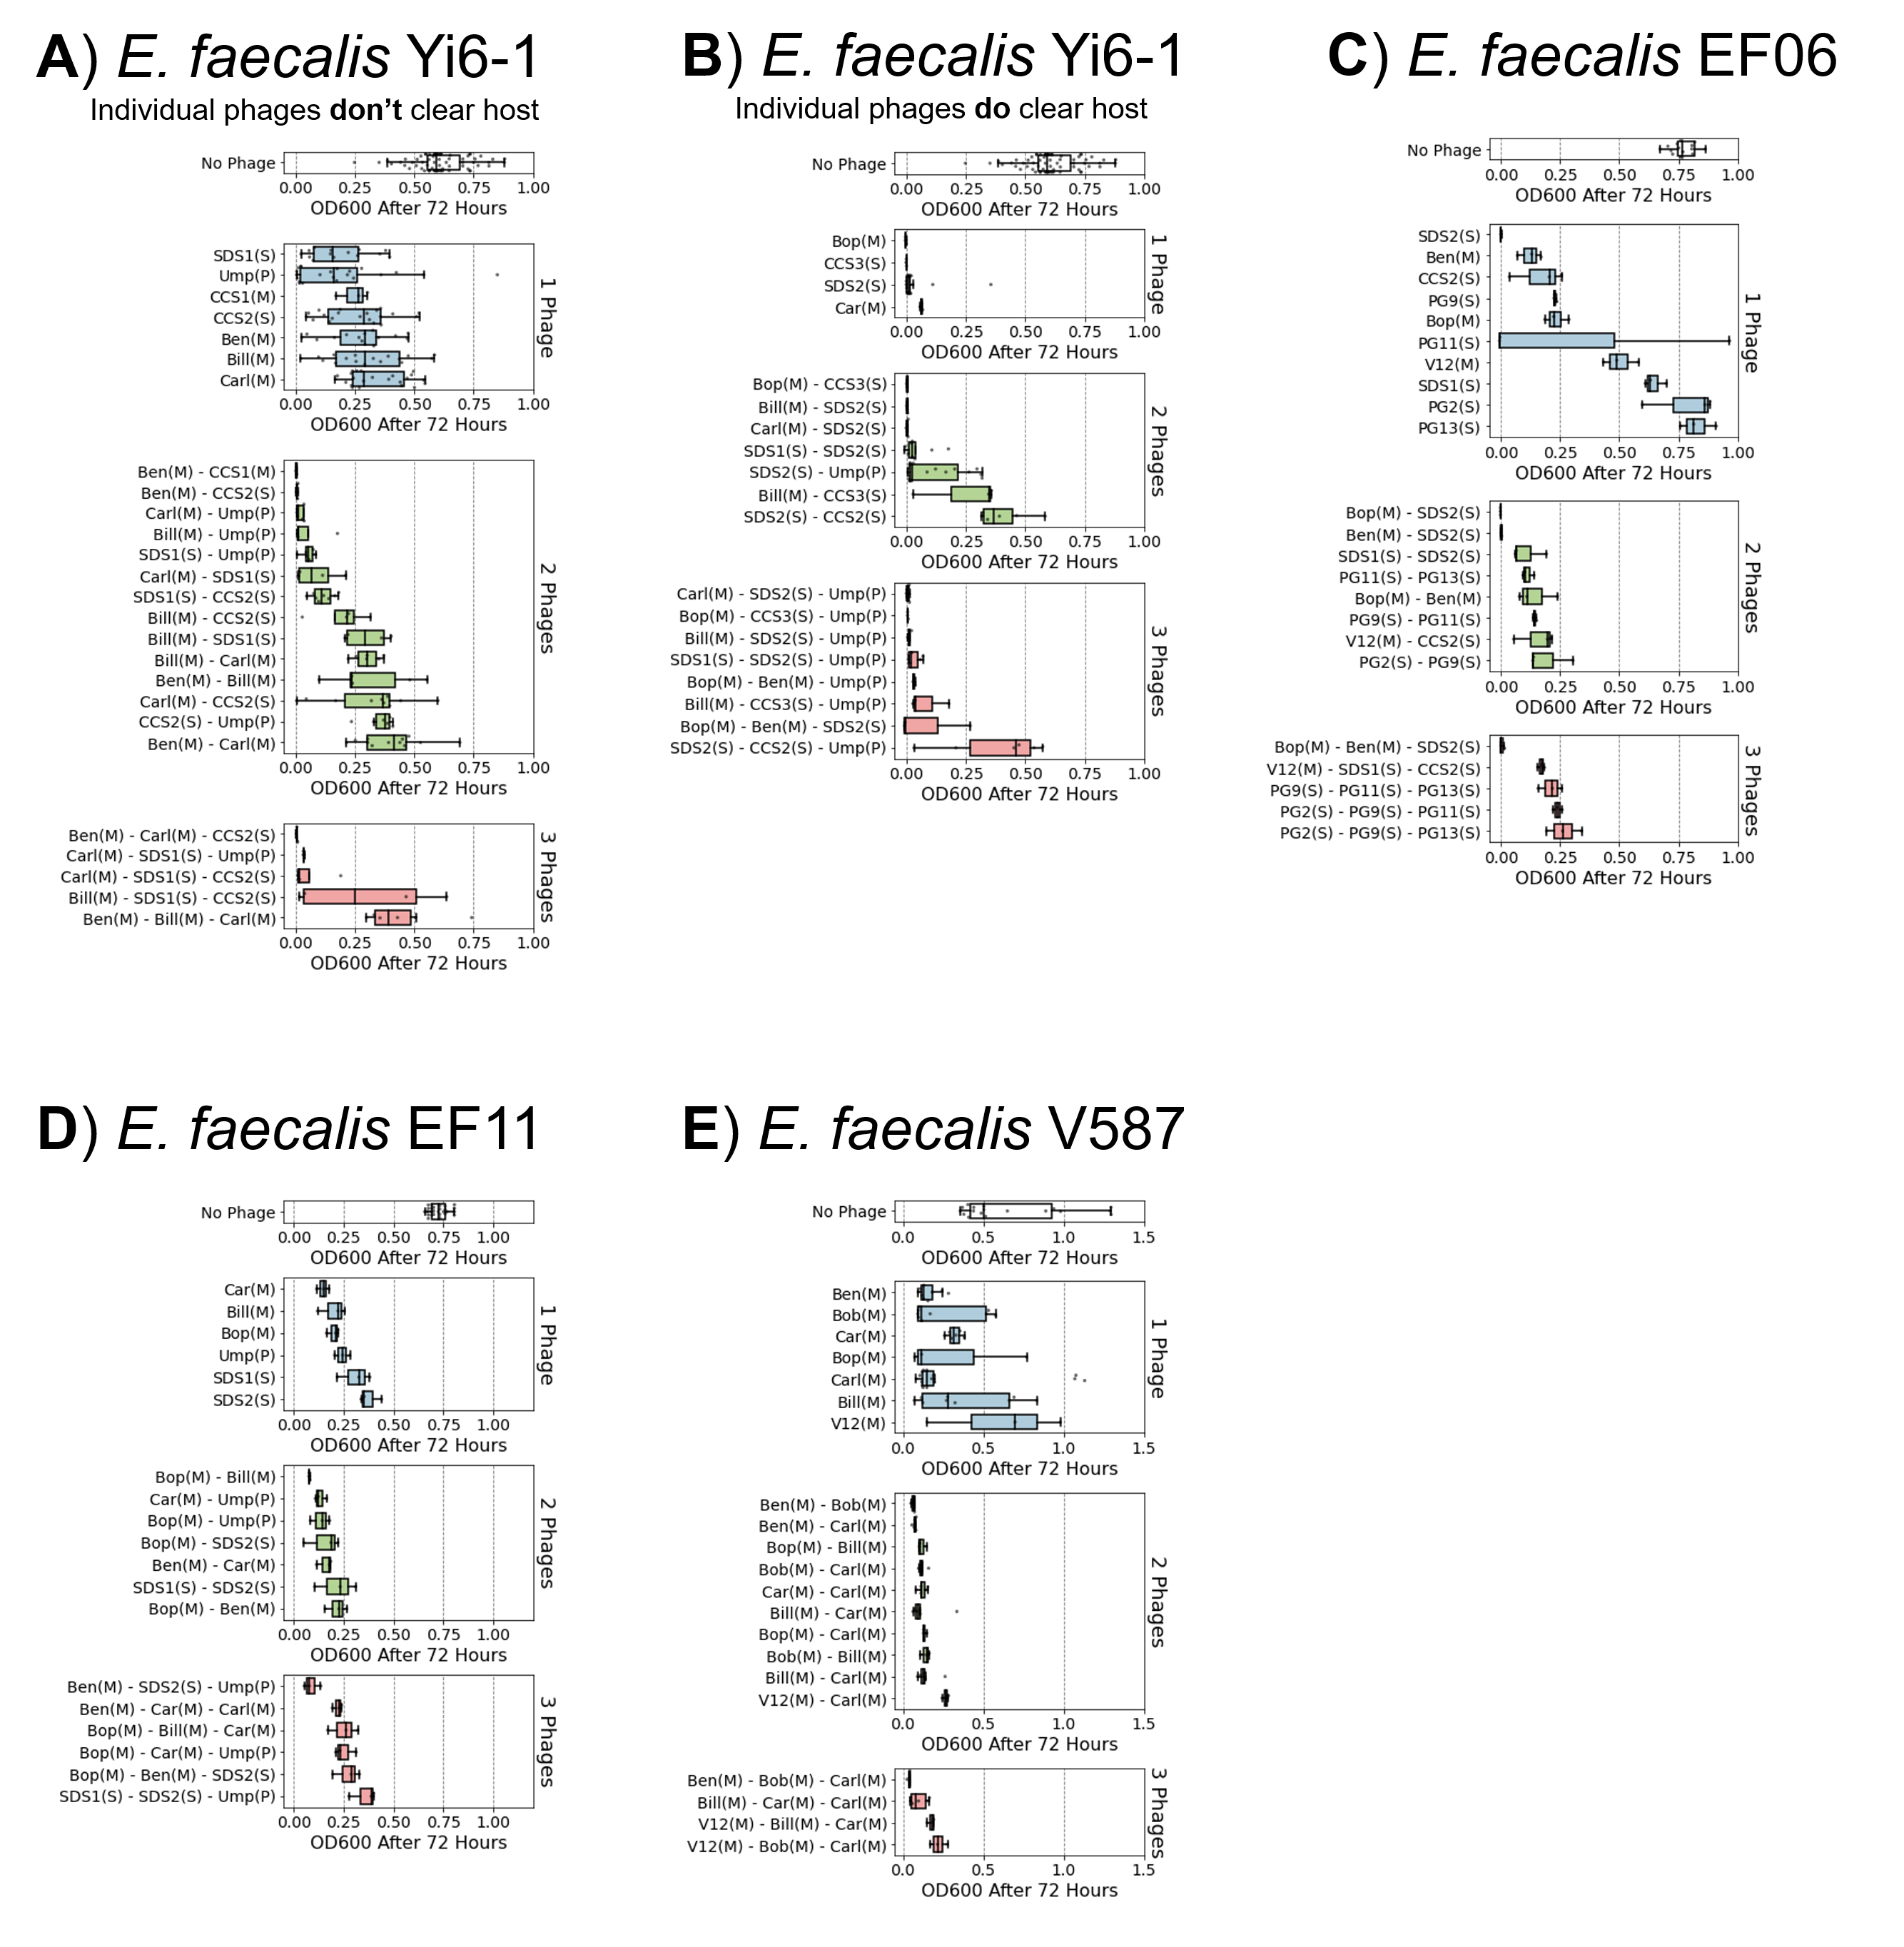 A) E. faecalis Yi6-1
Individual phages don't clear host
No Phage
0.00 0.25 0.50 0.75 1.00
OD600 After 72 Hours
SDS1(S)
Ump(P)
CCS1(M)
CCS2(S)
Ben(M)
Bill(M)
Carl(M)
1 Phage
0.00 0.25 0.50 0.75 1.00
OD600 After 72 Hours
Ben(M) - CCS1(M)
Ben(M) - CCS2(S)
Carl(M) - Ump(P)
Bill(M) - Ump(P)
SDS1(S) - Ump(P)
Carl(M) - SDS1(S)
SDS1(S) - CCS2(S)
Bill(M) - CCS2(S)
Bill(M) - SDS1(S)
Bill(M) - Carl(M)
Ben(M) - Bill(M)
Carl(M) - CCS2(S)
CCS2(S) - Ump(P)
Ben(M) - Carl(M)
2 Phages
0.00 0.25 0.50 0.75 1.00
OD600 After 72 Hours
Ben(M) - Carl(M) - CCS2(S)
Carl(M) - SDS1(S) - Ump(P)
Carl(M) - SDS1(S) - CCS2(S)
Bill(M) - SDS1(S) - CCS2(S)
Ben(M) - Bill(M) - Carl(M)
3 Phages
0.00 0.25 0.50 0.75 1.00
OD600 After 72 Hours
B) E. faecalis Yi6-1
Individual phages do clear host
No Phage
0.00 0.25 0.50 0.75 1.00
OD600 After 72 Hours
Bop(M)
CCS3(S)
SDS2(S)
Car(M)
1 Phage
0.00 0.25 0.50 0.75 1.00
OD600 After 72 Hours
Bop(M) - CCS3(S)
Bill(M) - SDS2(S)
Carl(M) - SDS2(S)
SDS1(S) - SDS2(S)
SDS2(S) - Ump(P)
Bill(M) - CCS3(S)
SDS2(S) - CCS2(S)
2 Phages
0.00 0.25 0.50 0.75 1.00
OD600 After 72 Hours
Carl(M) - SDS2(S) - Ump(P)
Bop(M) - CCS3(S) - Ump(P)
Bill(M) - SDS2(S) - Ump(P)
SDS1(S) - SDS2(S) - Ump(P)
Bop(M) - Ben(M) - Ump(P)
Bill(M) - CCS3(S) - Ump(P)
Bop(M) - Ben(M) - SDS2(S)
SDS2(S) - CCS2(S) - Ump(P)
3 Phages
0.00 0.25 0.50 0.75 1.00
OD600 After 72 Hours
C) E. faecalis EF06
No Phage
0.00 0.25 0.50 0.75 1.00
OD600 After 72 Hours
SDS2(S)
Ben(M)
CCS2(S)
PG9(S)
Bop(M)
PG11(S)
V12(M)
SDS1(S)
PG2(S)
PG13(S)
1 Phage
0.00 0.25 0.50 0.75 1.00
OD600 After 72 Hours
Bop(M) - SDS2(S)
Ben(M) - SDS2(S)
SDS1(S) - SDS2(S)
PG11(S) - PG13(S)
Bop(M) - Ben(M)
PG9(S) - PG11(S)
V12(M) - CCS2(S)
PG2(S) - PG9(S)
2 Phages
0.00 0.25 0.50 0.75 1.00
OD600 After 72 Hours
Bop(M) - Ben(M) - SDS2(S)
V12(M) - SDS1(S) - CCS2(S)
PG9(S) - PG11(S) - PG13(S)
PG2(S) - PG9(S) - PG11(S)
PG2(S) - PG9(S) - PG13(S)
3 Phages
0.00 0.25 0.50 0.75 1.00
OD600 After 72 Hours
D) E. faecalis EF11
No Phage
0.00 0.25 0.50 0.75 1.00
OD600 After 72 Hours
Car(M)
Bill(M)
Bop(M)
Ump(P)
SDS1(S)
SDS2(S)
1 Phage
0.00 0.25 0.50 0.75 1.00
OD600 After 72 Hours
Bop(M) - Bill(M)
Car(M) - Ump(P)
Bop(M) - Ump(P)
Bop(M) - SDS2(S)
Ben(M) - Car(M)
SDS1(S) - SDS2(S)
Bop(M) - Ben(M)
2 Phages
0.00 0.25 0.50 0.75 1.00
OD600 After 72 Hours
Ben(M) - SDS2(S) - Ump(P)
Ben(M) - Car(M) - Carl(M)
Bop(M) - Bill(M) - Car(M)
Bop(M) - Car(M) - Ump(P)
Bop(M) - Ben(M) - SDS2(S)
SDS1(S) - SDS2(S) - Ump(P)
3 Phages
0.00 0.25 0.50 0.75 1.00
OD600 After 72 Hours
E) E. faecalis V587
No Phage
0.0 0.5 1.0 1.5
OD600 After 72 Hours
Ben(M)
Bob(M)
Car(M)
Bop(M)
Carl(M)
Bill(M)
V12(M)
1 Phage
0.0 0.5 1.0 1.5
OD600 After 72 Hours
Ben(M) - Bob(M)
Ben(M) - Carl(M)
Bop(M) - Bill(M)
Bob(M) - Carl(M)
Car(M) - Carl(M)
Bill(M) - Car(M)
Bop(M) - Carl(M)
Bob(M) - Bill(M)
Bill(M) - Carl(M)
V12(M) - Carl(M)
2 Phages
0.0 0.5 1.0 1.5
OD600 After 72 Hours
Ben(M) - Bob(M) - Carl(M)
Bill(M) - Car(M) - Carl(M)
V12(M) - Bill(M) - Car(M)
V12(M) - Bob(M) - Carl(M)
3 Phages
0.0 0.5 1.0 1.5
OD600 After 72 Hours